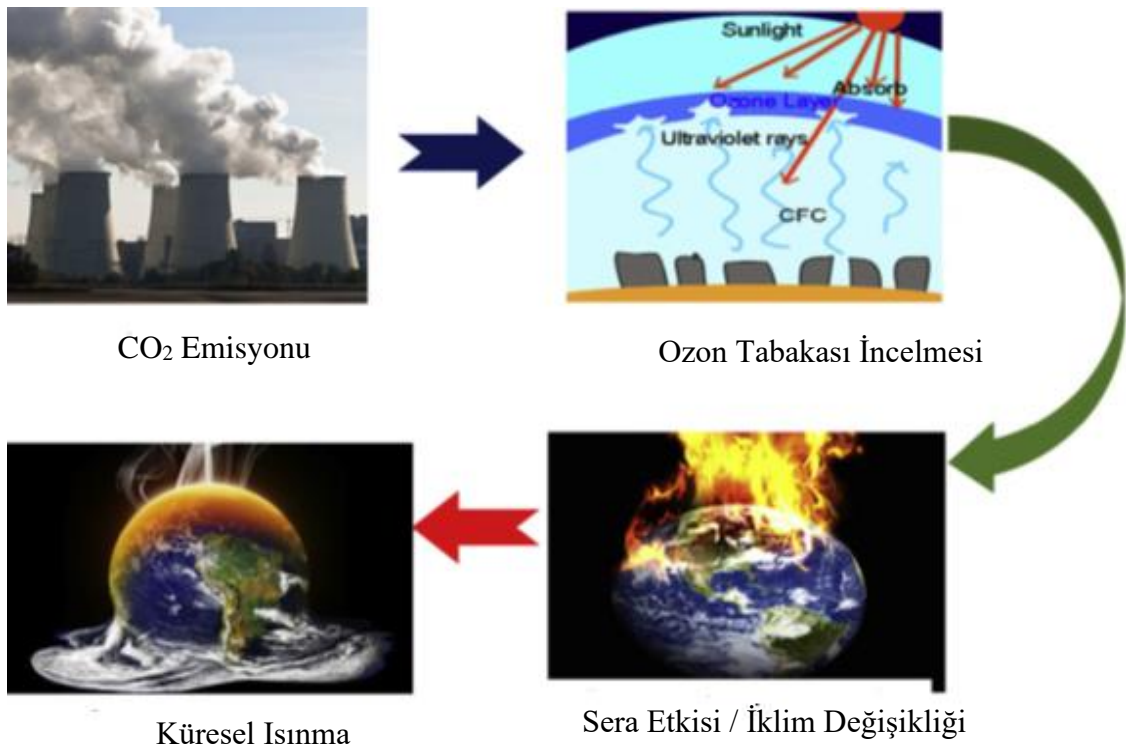 Sunlight
Absorb
Ozone Layer
Ultraviolet rays
CFC
CO₂ Emisyonu
Ozon Tabakası İncelmesi
Küresel Isınma
Sera Etkisi / İklim Değişikliği